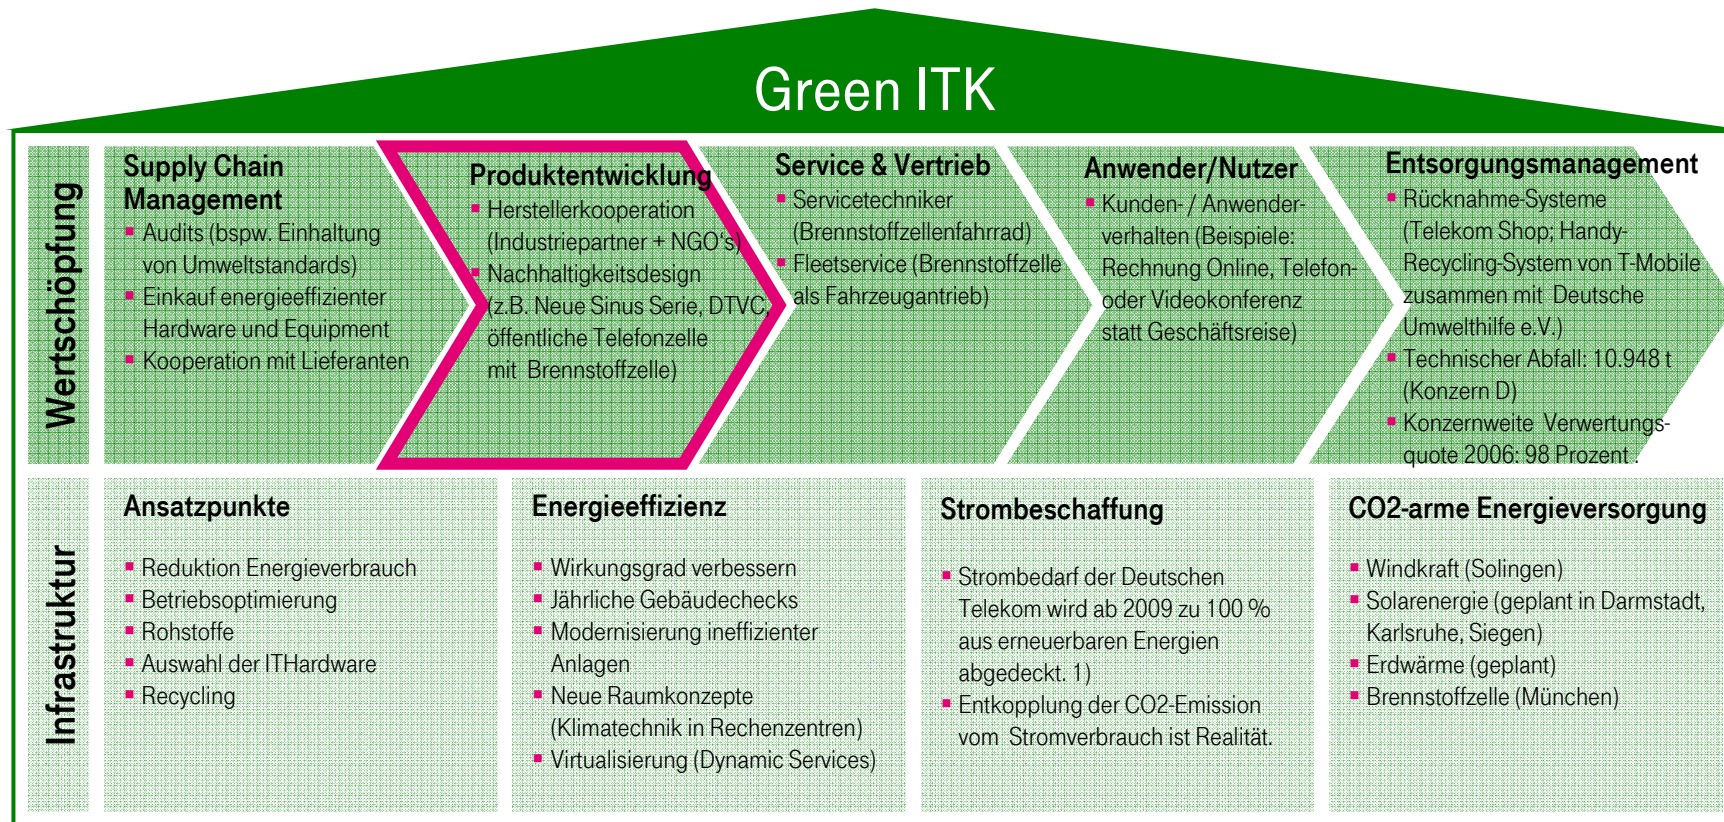 Green ITK
Wertschöpfung
Supply Chain
Management
▪ Audits (bspw. Einhaltung
von Umweltstandards)
▪ Einkauf energieeffizienter
Hardware und Equipment
▪ Kooperation mit Lieferanten
Produktentwicklung
▪ Herstellerkooperation
(Industriepartner + NGO‘s)
▪ Nachhaltigkeitsdesign
(z.B. Neue Sinus Serie, DTVC,
öffentliche Telefonzelle
mit Brennstoffzelle)
Service & Vertrieb
▪ Servicetechniker
(Brennstoffzellenfahrrad)
▪ Fleetservice (Brennstoffzelle
als Fahrzeugantrieb)
Anwender/Nutzer
▪ Kunden- / Anwender-
verhalten (Beispiele:
Rechnung Online, Telefon-
oder Videokonferenz
statt Geschäftsreise)
Entsorgungsmanagement
▪ Rücknahme-Systeme
(Telekom Shop; Handy-
Recycling-System von T-Mobile
zusammen mit Deutsche
Umwelthilfe e.V.)
▪ Technischer Abfall: 10.948 t
(Konzern D)
▪ Konzernweite Verwertungs-
quote 2006: 98 Prozent .
Infrastruktur
Ansatzpunkte
▪ Reduktion Energieverbrauch
▪ Betriebsoptimierung
▪ Rohstoffe
▪ Auswahl der ITHardware
▪ Recycling
Energieeffizienz
▪ Wirkungsgrad verbessern
▪ Jährliche Gebäudechecks
▪ Modernisierung ineffizienter
Anlagen
▪ Neue Raumkonzepte
(Klimatechnik in Rechenzentren)
▪ Virtualisierung (Dynamic Services)
Strombeschaffung
▪ Strombedarf der Deutschen
Telekom wird ab 2009 zu 100 %
aus erneuerbaren Energien
abgedeckt. 1)
▪ Entkopplung der CO2-Emission
vom Stromverbrauch ist Realität.
CO2-arme Energieversorgung
▪ Windkraft (Solingen)
▪ Solarenergie (geplant in Darmstadt,
Karlsruhe, Siegen)
▪ Erdwärme (geplant)
▪ Brennstoffzelle (München)